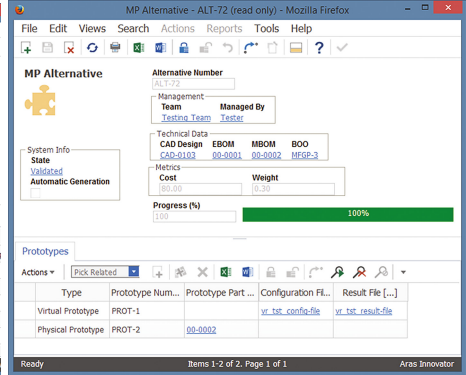 MP Alternative - ALT-72 (read only) - Mozilla Firefox
File Edit Views Search Actions Reports Tools Help
MP Alternative
Alternative Number
ALT-72
Management
Team Managed By
Testing Team Tester
Technical Data
CAD Design EBOM MBOM BOO
CAD-0103 00-0001 00-0002 MFGP-3
System Info
State
Validated
Automatic Generation
Metrics
Cost Weight
80.00 0.30
Progress (%)
100 100%
Prototypes
Actions Pick Related
Type Prototype Num... Prototype Part ... Configuration Fi... Result File [...]
Virtual Prototype PROT-1 vr_tst_config-file vr_tst_result-file
Physical Prototype PROT-2 00-0002
Ready Items 1-2 of 2. Page 1 of 1 Aras Innovator